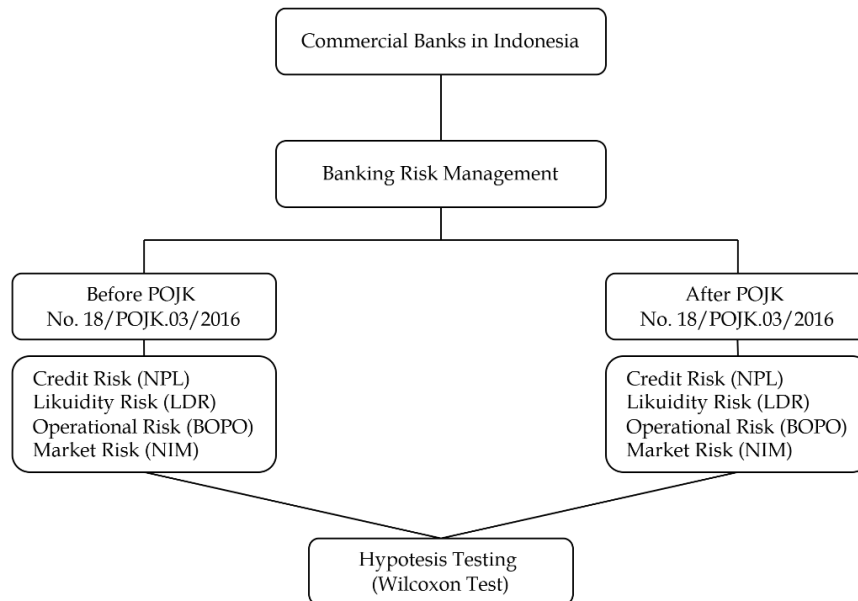 Commercial Banks in Indonesia
Banking Risk Management
Before POJK
No. 18/POJK.03/2016
After POJK
No. 18/POJK.03/2016
Credit Risk (NPL)
Likuidity Risk (LDR)
Operational Risk (BOPO)
Market Risk (NIM)
Credit Risk (NPL)
Likuidity Risk (LDR)
Operational Risk (BOPO)
Market Risk (NIM)
Hypotesis Testing
(Wilcoxon Test)